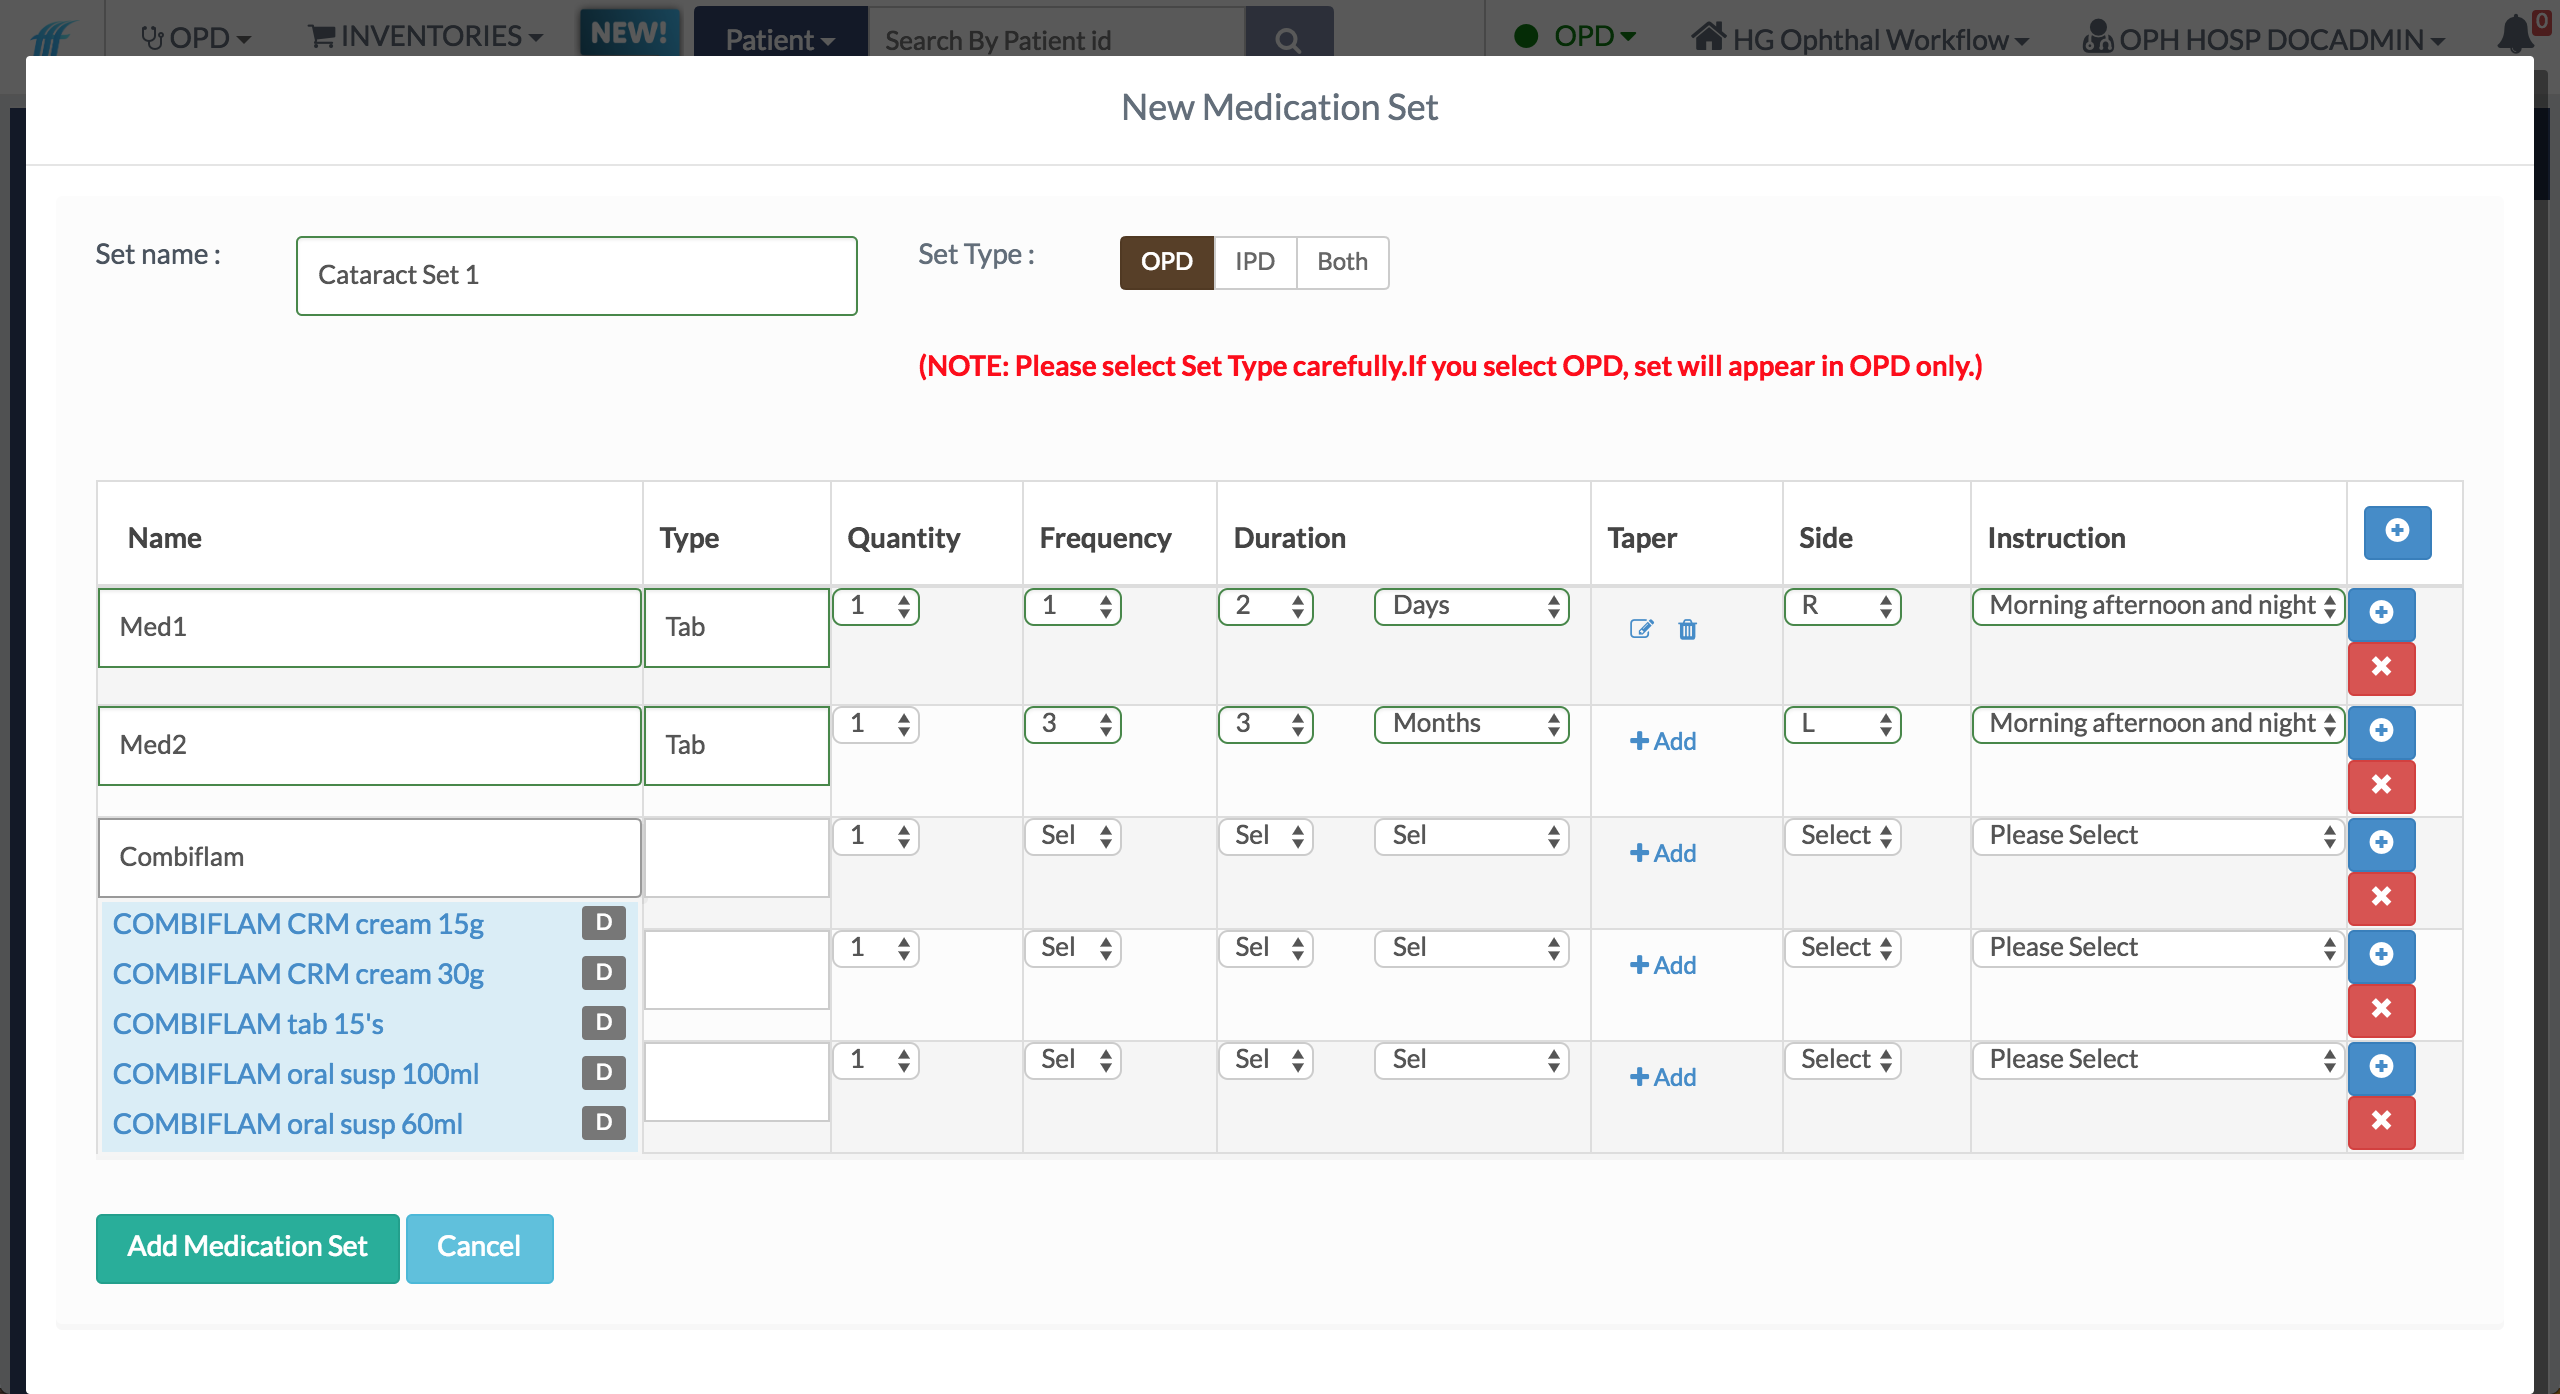 OPD INVENTORIES NEW! Patient Search By Patient id OPD HG Ophthal Workflow OPH HOSP DOCADMIN 0
New Medication Set
Set name : Cataract Set 1 Set Type : OPD IPD Both
(NOTE: Please select Set Type carefully.If you select OPD, set will appear in OPD only.)
Name Type Quantity Frequency Duration Taper Side Instruction
Med1 Tab 1 1 2 Days R Morning afternoon and night
Med2 Tab 1 3 3 Months Add L Morning afternoon and night
Combiflam 1 Sel Sel Sel Add Select Please Select
COMBIFLAM CRM cream 15g D
COMBIFLAM CRM cream 30g D
COMBIFLAM tab 15's D
COMBIFLAM oral susp 100ml D
COMBIFLAM oral susp 60ml D
1 Sel Sel Sel Add Select Please Select
1 Sel Sel Sel Add Select Please Select
Add Medication Set Cancel